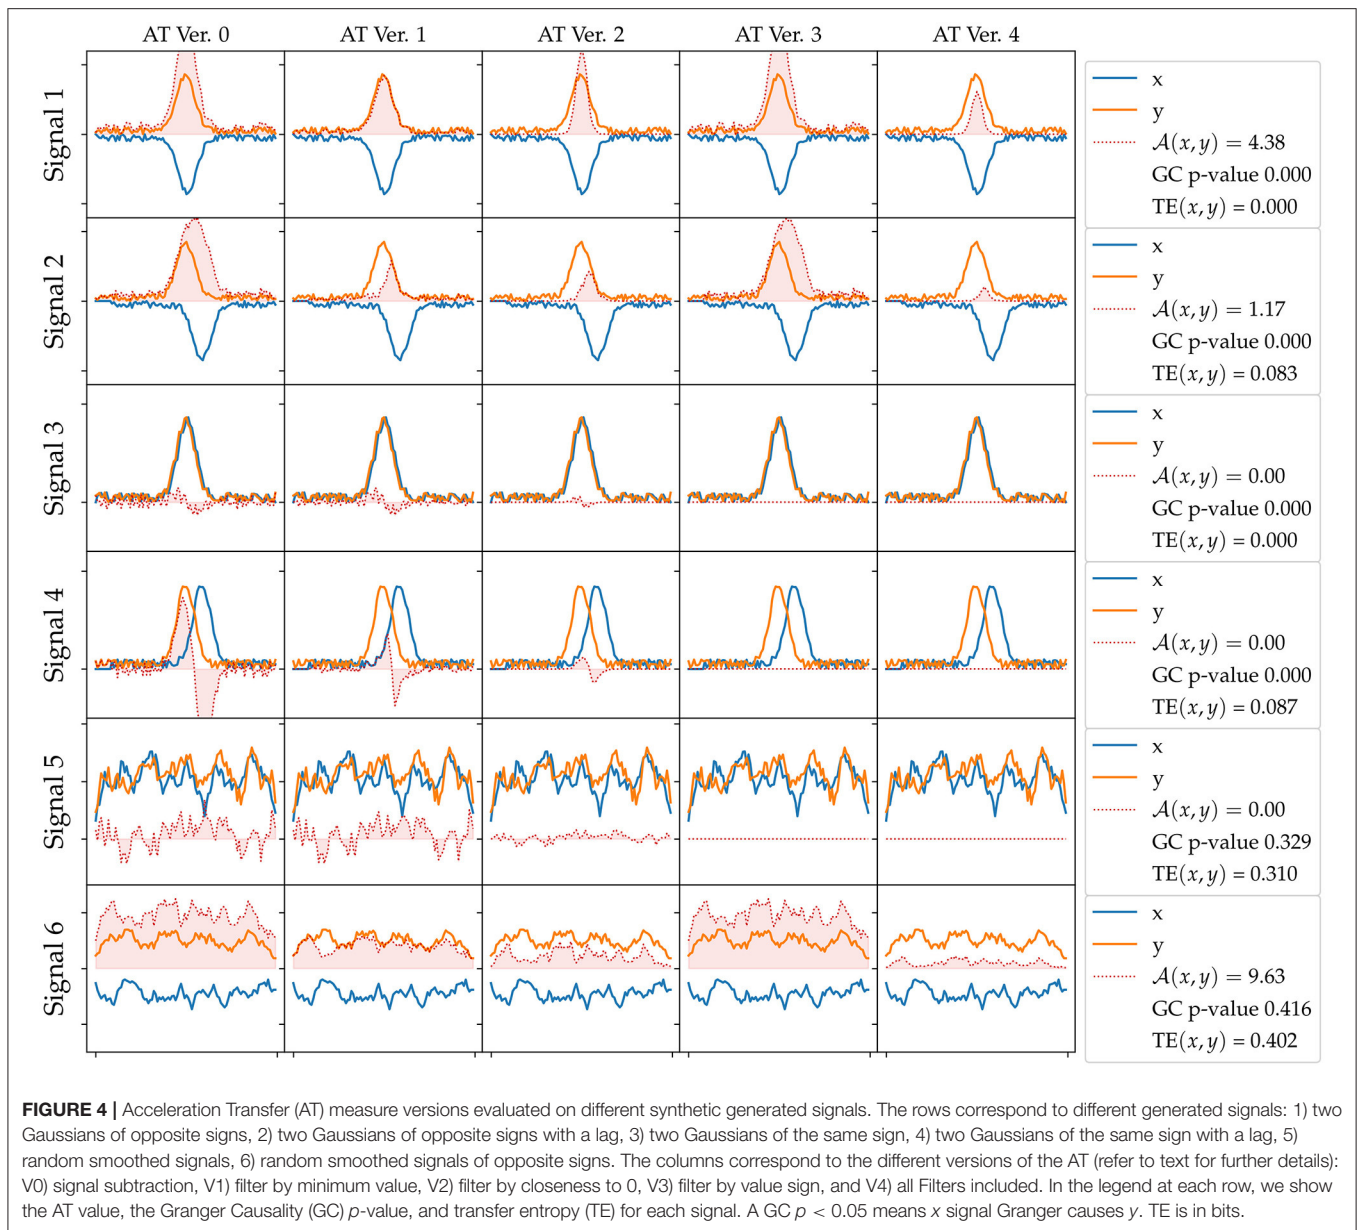 AT Ver. 0 AT Ver. 1 AT Ver. 2 AT Ver. 3 AT Ver. 4
Signal 1
x
y
𝒜(x, y) = 4.38
GC p-value 0.000
TE(x, y) = 0.000
Signal 2
x
y
𝒜(x, y) = 1.17
GC p-value 0.000
TE(x, y) = 0.083
Signal 3
x
y
𝒜(x, y) = 0.00
GC p-value 0.000
TE(x, y) = 0.000
Signal 4
x
y
𝒜(x, y) = 0.00
GC p-value 0.000
TE(x, y) = 0.087
Signal 5
x
y
𝒜(x, y) = 0.00
GC p-value 0.329
TE(x, y) = 0.310
Signal 6
x
y
𝒜(x, y) = 9.63
GC p-value 0.416
TE(x, y) = 0.402
FIGURE 4 | Acceleration Transfer (AT) measure versions evaluated on different synthetic generated signals. The rows correspond to different generated signals: 1) two
Gaussians of opposite signs, 2) two Gaussians of opposite signs with a lag, 3) two Gaussians of the same sign, 4) two Gaussians of the same sign with a lag, 5)
random smoothed signals, 6) random smoothed signals of opposite signs. The columns correspond to the different versions of the AT (refer to text for further details):
V0) signal subtraction, V1) filter by minimum value, V2) filter by closeness to 0, V3) filter by value sign, and V4) all Filters included. In the legend at each row, we show
the AT value, the Granger Causality (GC) p-value, and transfer entropy (TE) for each signal. A GC p < 0.05 means x signal Granger causes y. TE is in bits.